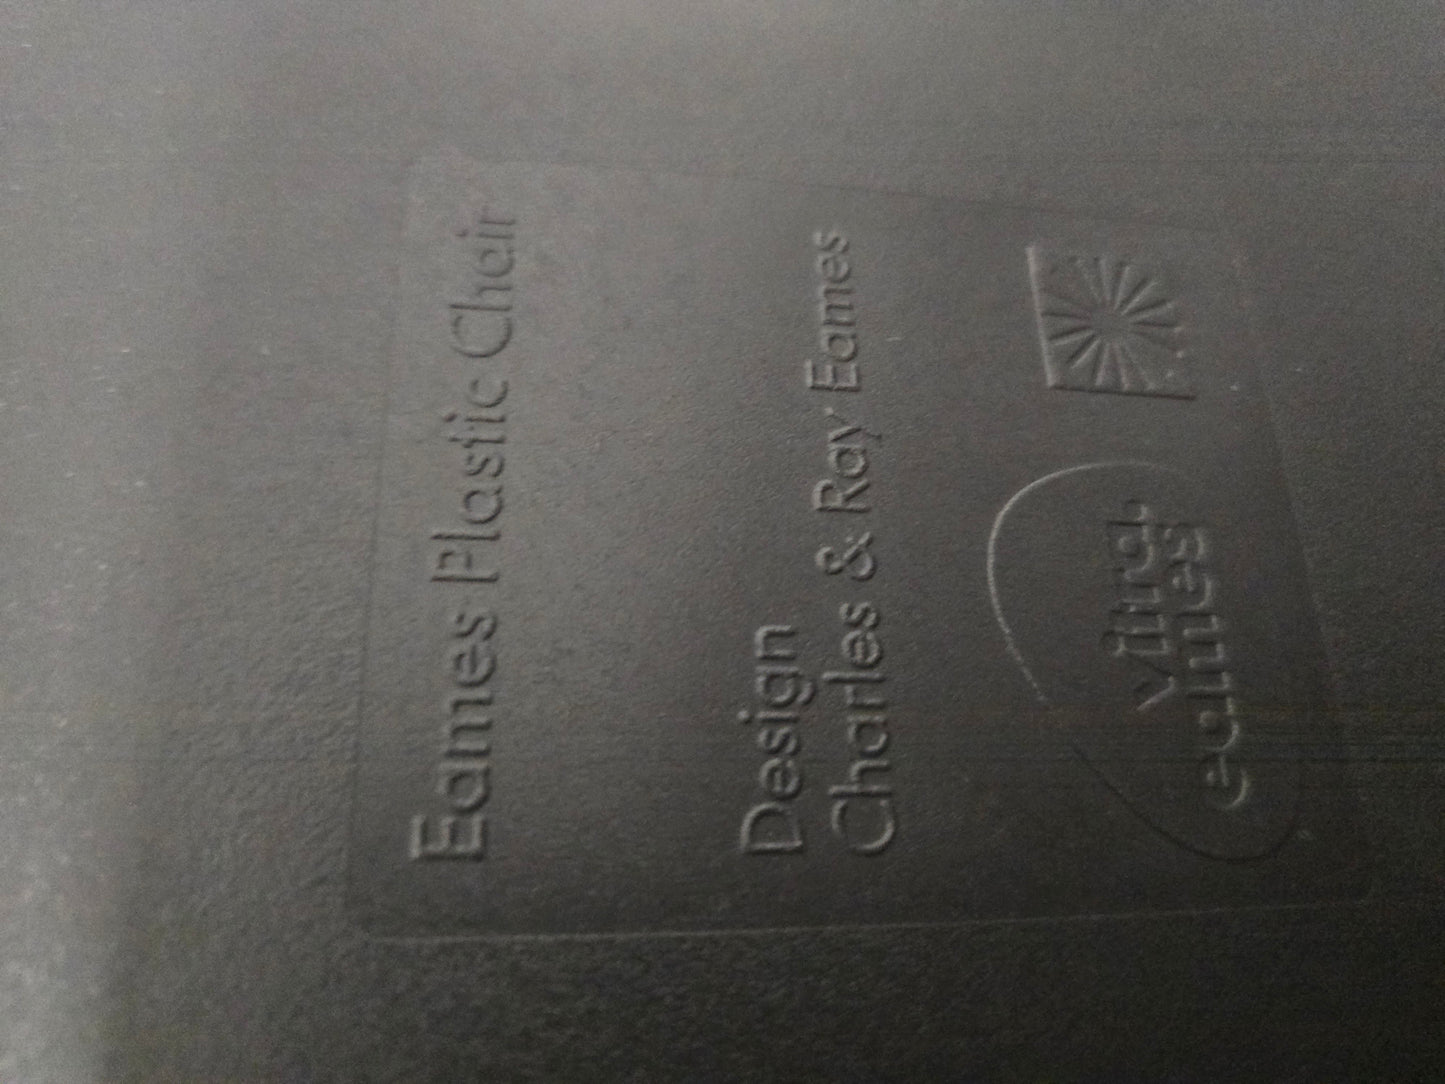 Eames Plastic Chair
Design
Charles & Ray Eames
vitra.
eames